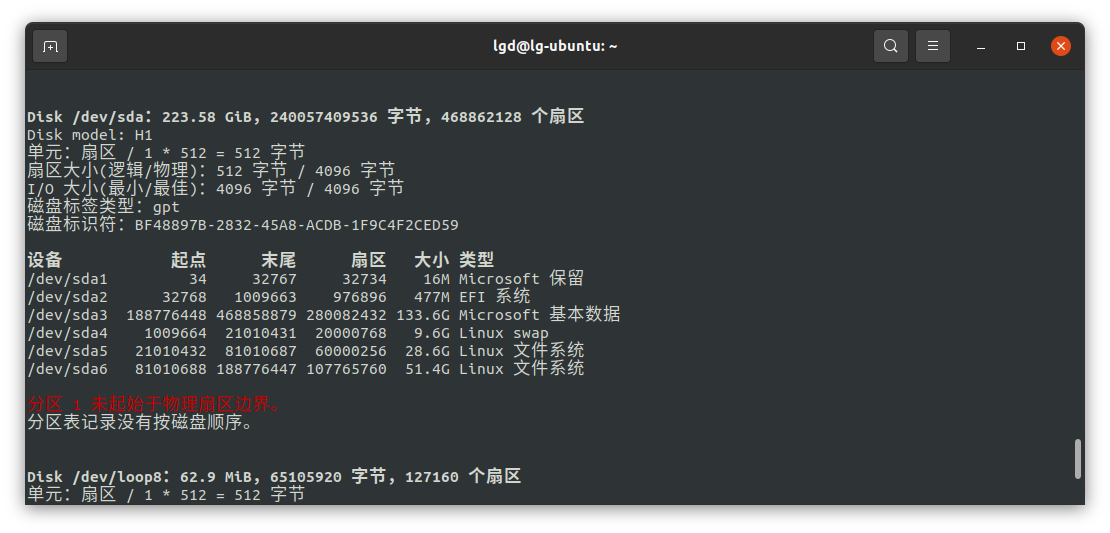 lgd@lg-ubuntu: ~
Disk /dev/sda：223.58 GiB，240057409536 字节，468862128 个扇区
Disk model: H1
单元：扇区 / 1 * 512 = 512 字节
扇区大小(逻辑/物理)：512 字节 / 4096 字节
I/O 大小(最小/最佳)：4096 字节 / 4096 字节
磁盘标签类型：gpt
磁盘标识符：BF48897B-2832-45A8-ACDB-1F9C4F2CED59
设备 起点 末尾 扇区 大小 类型
/dev/sda1 34 32767 32734 16M Microsoft 保留
/dev/sda2 32768 1009663 976896 477M EFI 系统
/dev/sda3 188776448 468858879 280082432 133.6G Microsoft 基本数据
/dev/sda4 1009664 21010431 20000768 9.6G Linux swap
/dev/sda5 21010432 81010687 60000256 28.6G Linux 文件系统
/dev/sda6 81010688 188776447 107765760 51.4G Linux 文件系统
分区 1 未起始于物理扇区边界。
分区表记录没有按磁盘顺序。
Disk /dev/loop8：62.9 MiB，65105920 字节，127160 个扇区
单元：扇区 / 1 * 512 = 512 字节